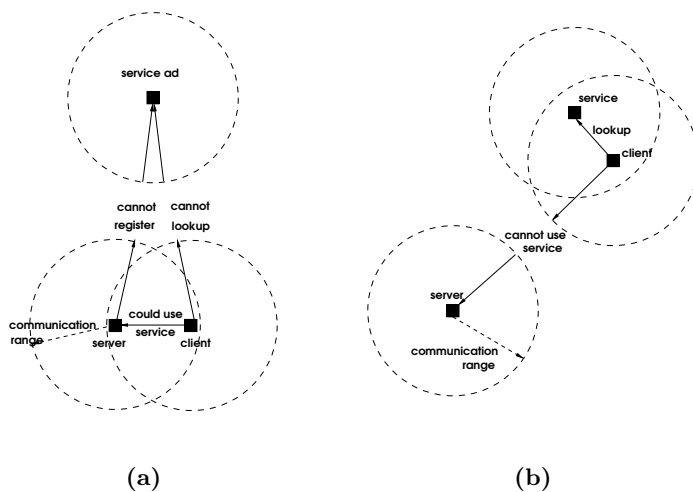 service ad
cannot
register
cannot
lookup
could use
service
communication
range
server
client
(a)
service
lookup
client
cannot use
service
server
communication
range
(b)